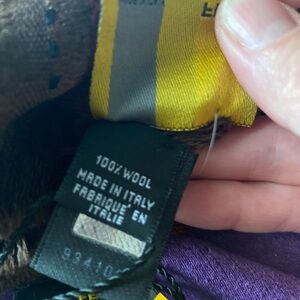 100% WOOL
MADE IN ITALY
FABRIQUE EN
ITALIE
93410